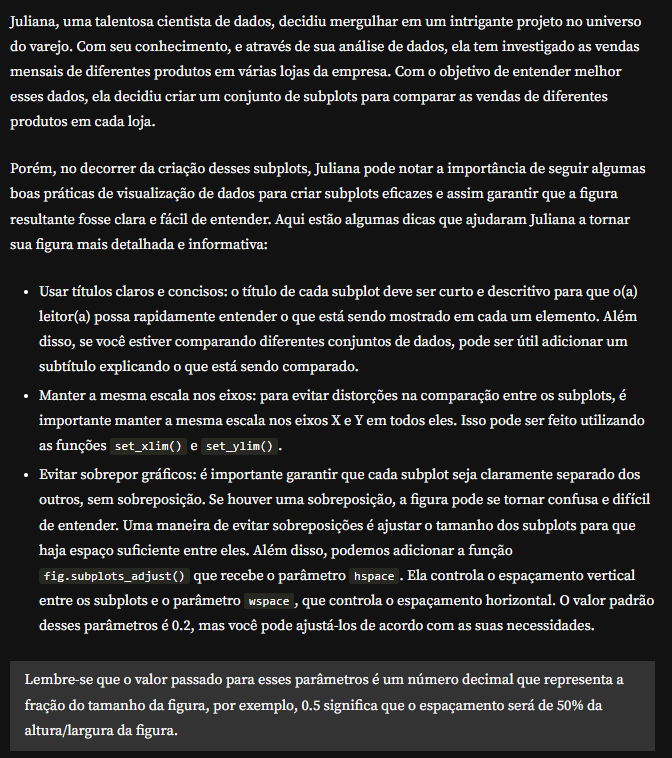 Juliana, uma talentosa cientista de dados, decidiu mergulhar em um intrigante projeto no universo
do varejo. Com seu conhecimento, e através de sua análise de dados, ela tem investigado as vendas
mensais de diferentes produtos em várias lojas da empresa. Com o objetivo de entender melhor
esses dados, ela decidiu criar um conjunto de subplots para comparar as vendas de diferentes
produtos em cada loja.
Porém, no decorrer da criação desses subplots, Juliana pode notar a importância de seguir algumas
boas práticas de visualização de dados para criar subplots eficazes e assim garantir que a figura
resultante fosse clara e fácil de entender. Aqui estão algumas dicas que ajudaram Juliana a tornar
sua figura mais detalhada e informativa:
• Usar títulos claros e concisos: o título de cada subplot deve ser curto e descritivo para que o(a)
leitor(a) possa rapidamente entender o que está sendo mostrado em cada um elemento. Além
disso, se você estiver comparando diferentes conjuntos de dados, pode ser útil adicionar um
subtítulo explicando o que está sendo comparado.
• Manter a mesma escala nos eixos: para evitar distorções na comparação entre os subplots, é
importante manter a mesma escala nos eixos X e Y em todos eles. Isso pode ser feito utilizando
as funções set_xlim() e set_ylim().
• Evitar sobrepor gráficos: é importante garantir que cada subplot seja claramente separado dos
outros, sem sobreposição. Se houver uma sobreposição, a figura pode se tornar confusa e difícil
de entender. Uma maneira de evitar sobreposições é ajustar o tamanho dos subplots para que
haja espaço suficiente entre eles. Além disso, podemos adicionar a função
fig.subplots_adjust() que recebe o parâmetro hspace. Ela controla o espaçamento vertical
entre os subplots e o parâmetro wspace, que controla o espaçamento horizontal. O valor padrão
desses parâmetros é 0.2, mas você pode ajustá-los de acordo com as suas necessidades.
Lembre-se que o valor passado para esses parâmetros é um número decimal que representa a
fração do tamanho da figura, por exemplo, 0.5 significa que o espaçamento será de 50% da
altura/largura da figura.